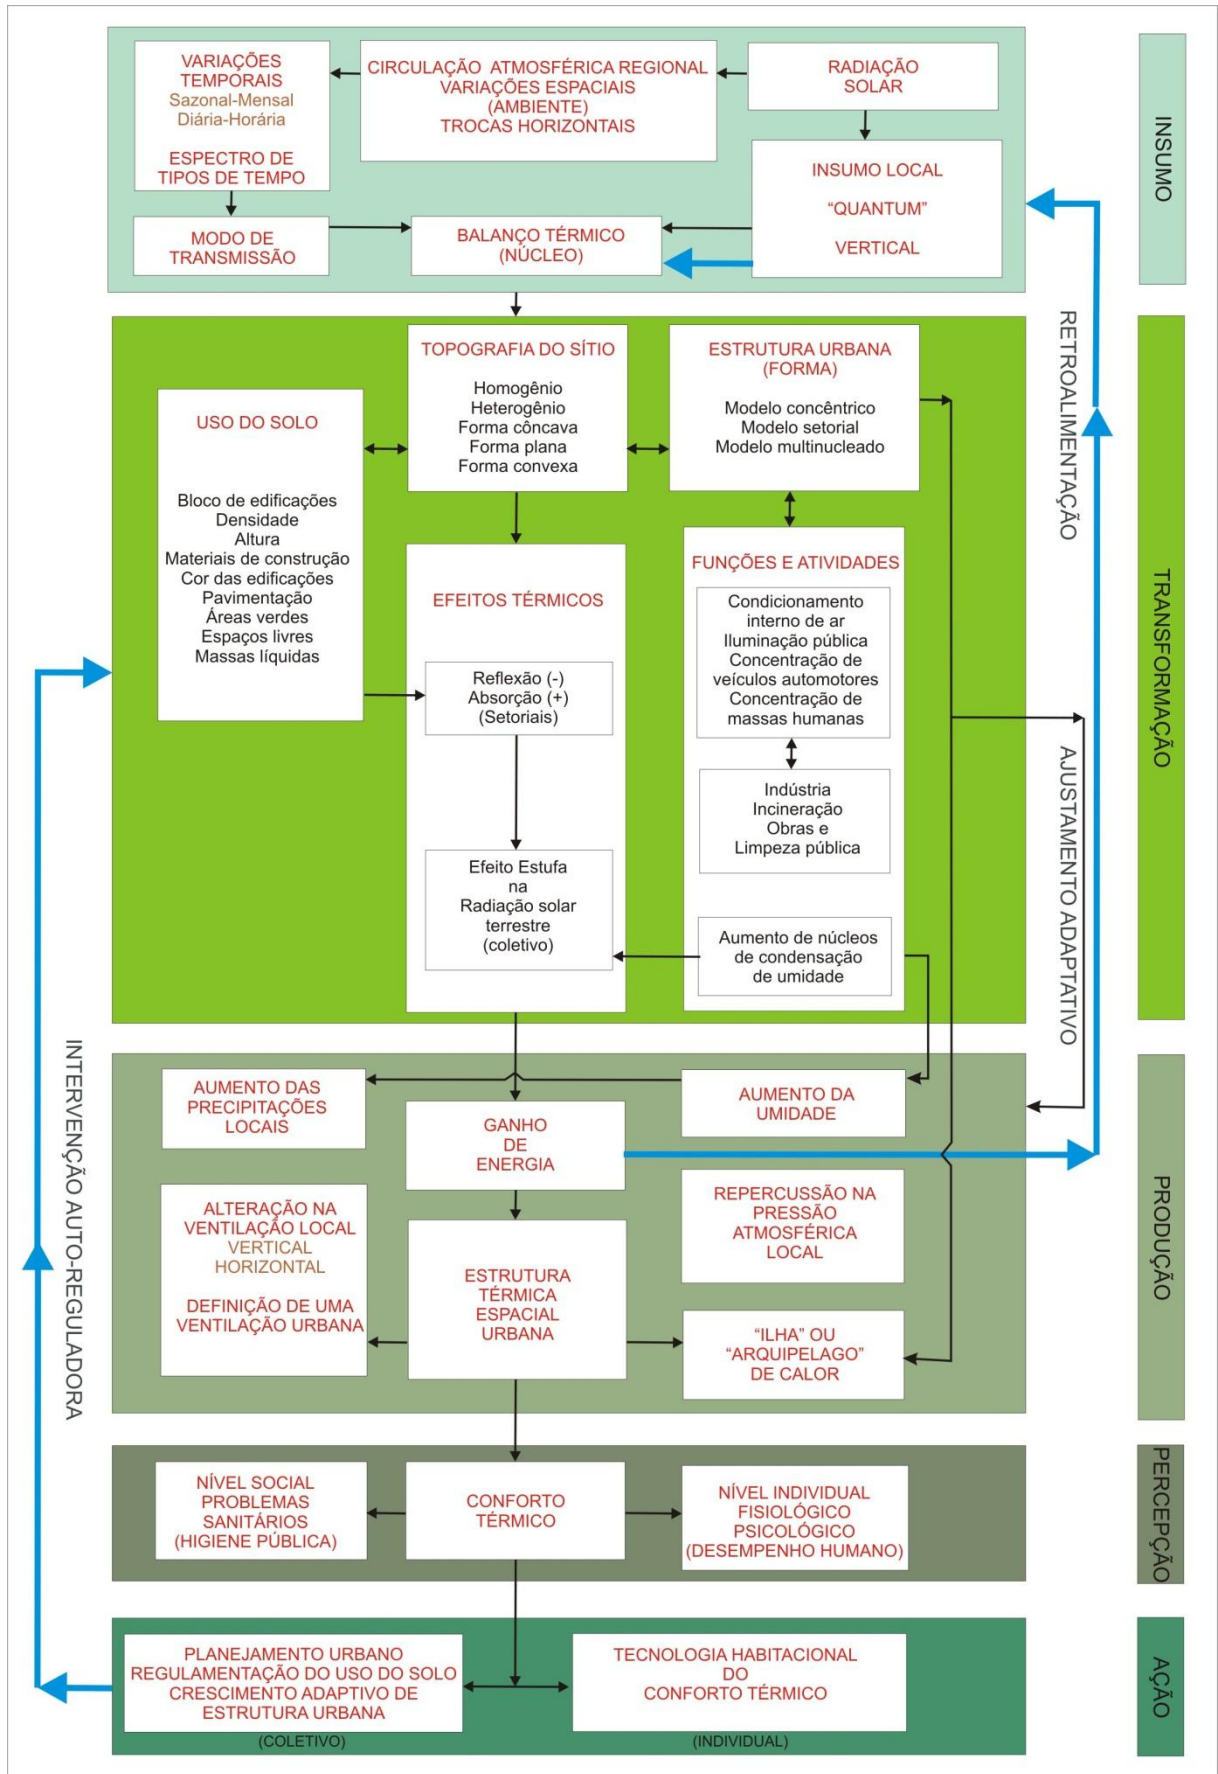 VARIAÇÕES
TEMPORAIS
Sazonal-Mensal
Diária-Horária
ESPECTRO DE
TIPOS DE TEMPO
CIRCULAÇÃO ATMOSFÉRICA REGIONAL
VARIAÇÕES ESPACIAIS
(AMBIENTE)
TROCAS HORIZONTAIS
RADIAÇÃO
SOLAR
INSUMO LOCAL
“QUANTUM”
VERTICAL
MODO DE
TRANSMISSÃO
BALANÇO TÉRMICO
(NÚCLEO)
INSUMO
TOPOGRAFIA DO SÍTIO
Homogênio
Heterogênio
Forma côncava
Forma plana
Forma convexa
ESTRUTURA URBANA
(FORMA)
Modelo concêntrico
Modelo setorial
Modelo multinucleado
USO DO SOLO
Bloco de edificações
Densidade
Altura
Materiais de construção
Cor das edificações
Pavimentação
Áreas verdes
Espaços livres
Massas líquidas
EFEITOS TÉRMICOS
Reflexão (-)
Absorção (+)
(Setoriais)
Efeito Estufa
na
Radiação solar
terrestre
(coletivo)
FUNÇÕES E ATIVIDADES
Condicionamento
interno de ar
Iluminação pública
Concentração de
veículos automotores
Concentração de
massas humanas
Indústria
Incineração
Obras e
Limpeza pública
Aumento de núcleos
de condensação
de umidade
RETROALIMENTAÇÃO
AJUSTAMENTO ADAPTATIVO
TRANSFORMAÇÃO
INTERVENÇÃO AUTO-REGULADORA
AUMENTO DAS
PRECIPITAÇÕES
LOCAIS
GANHO
DE
ENERGIA
AUMENTO DA
UMIDADE
ALTERAÇÃO NA
VENTILAÇÃO LOCAL
VERTICAL
HORIZONTAL
DEFINIÇÃO DE UMA
VENTILAÇÃO URBANA
ESTRUTURA
TÉRMICA
ESPACIAL
URBANA
REPERCUSSÃO NA
PRESSÃO
ATMOSFÉRICA
LOCAL
“ILHA” OU
“ARQUIPELAGO”
DE CALOR
PRODUÇÃO
NÍVEL SOCIAL
PROBLEMAS
SANITÁRIOS
(HIGIENE PÚBLICA)
CONFORTO
TÉRMICO
NÍVEL INDIVIDUAL
FISIOLÓGICO
PSICOLÓGICO
(DESEMPENHO HUMANO)
PERCEPÇÃO
PLANEJAMENTO URBANO
REGULAMENTAÇÃO DO USO DO SOLO
CRESCIMENTO ADAPTIVO DE
ESTRUTURA URBANA
(COLETIVO)
TECNOLOGIA HABITACIONAL
DO
CONFORTO TÉRMICO
(INDIVIDUAL)
AÇÃO